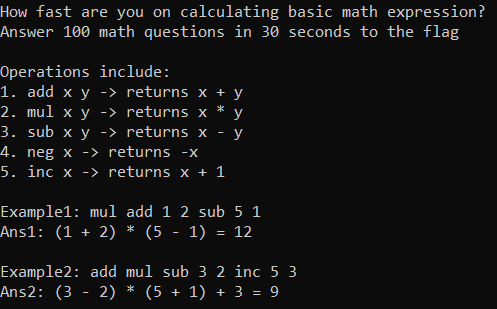 How fast are you on calculating basic math expression?
Answer 100 math questions in 30 seconds to the flag
Operations include:
1. add x y -> returns x + y
2. mul x y -> returns x * y
3. sub x y -> returns x - y
4. neg x -> returns -x
5. inc x -> returns x + 1
Example1: mul add 1 2 sub 5 1
Ans1: (1 + 2) * (5 - 1) = 12
Example2: add mul sub 3 2 inc 5 3
Ans2: (3 - 2) * (5 + 1) + 3 = 9